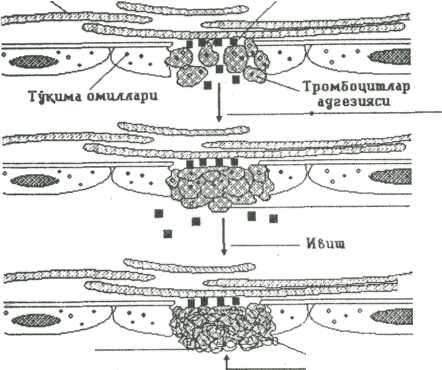 Тўқима омиллари
Тромбоцитлар
адгезияси
Ивиш